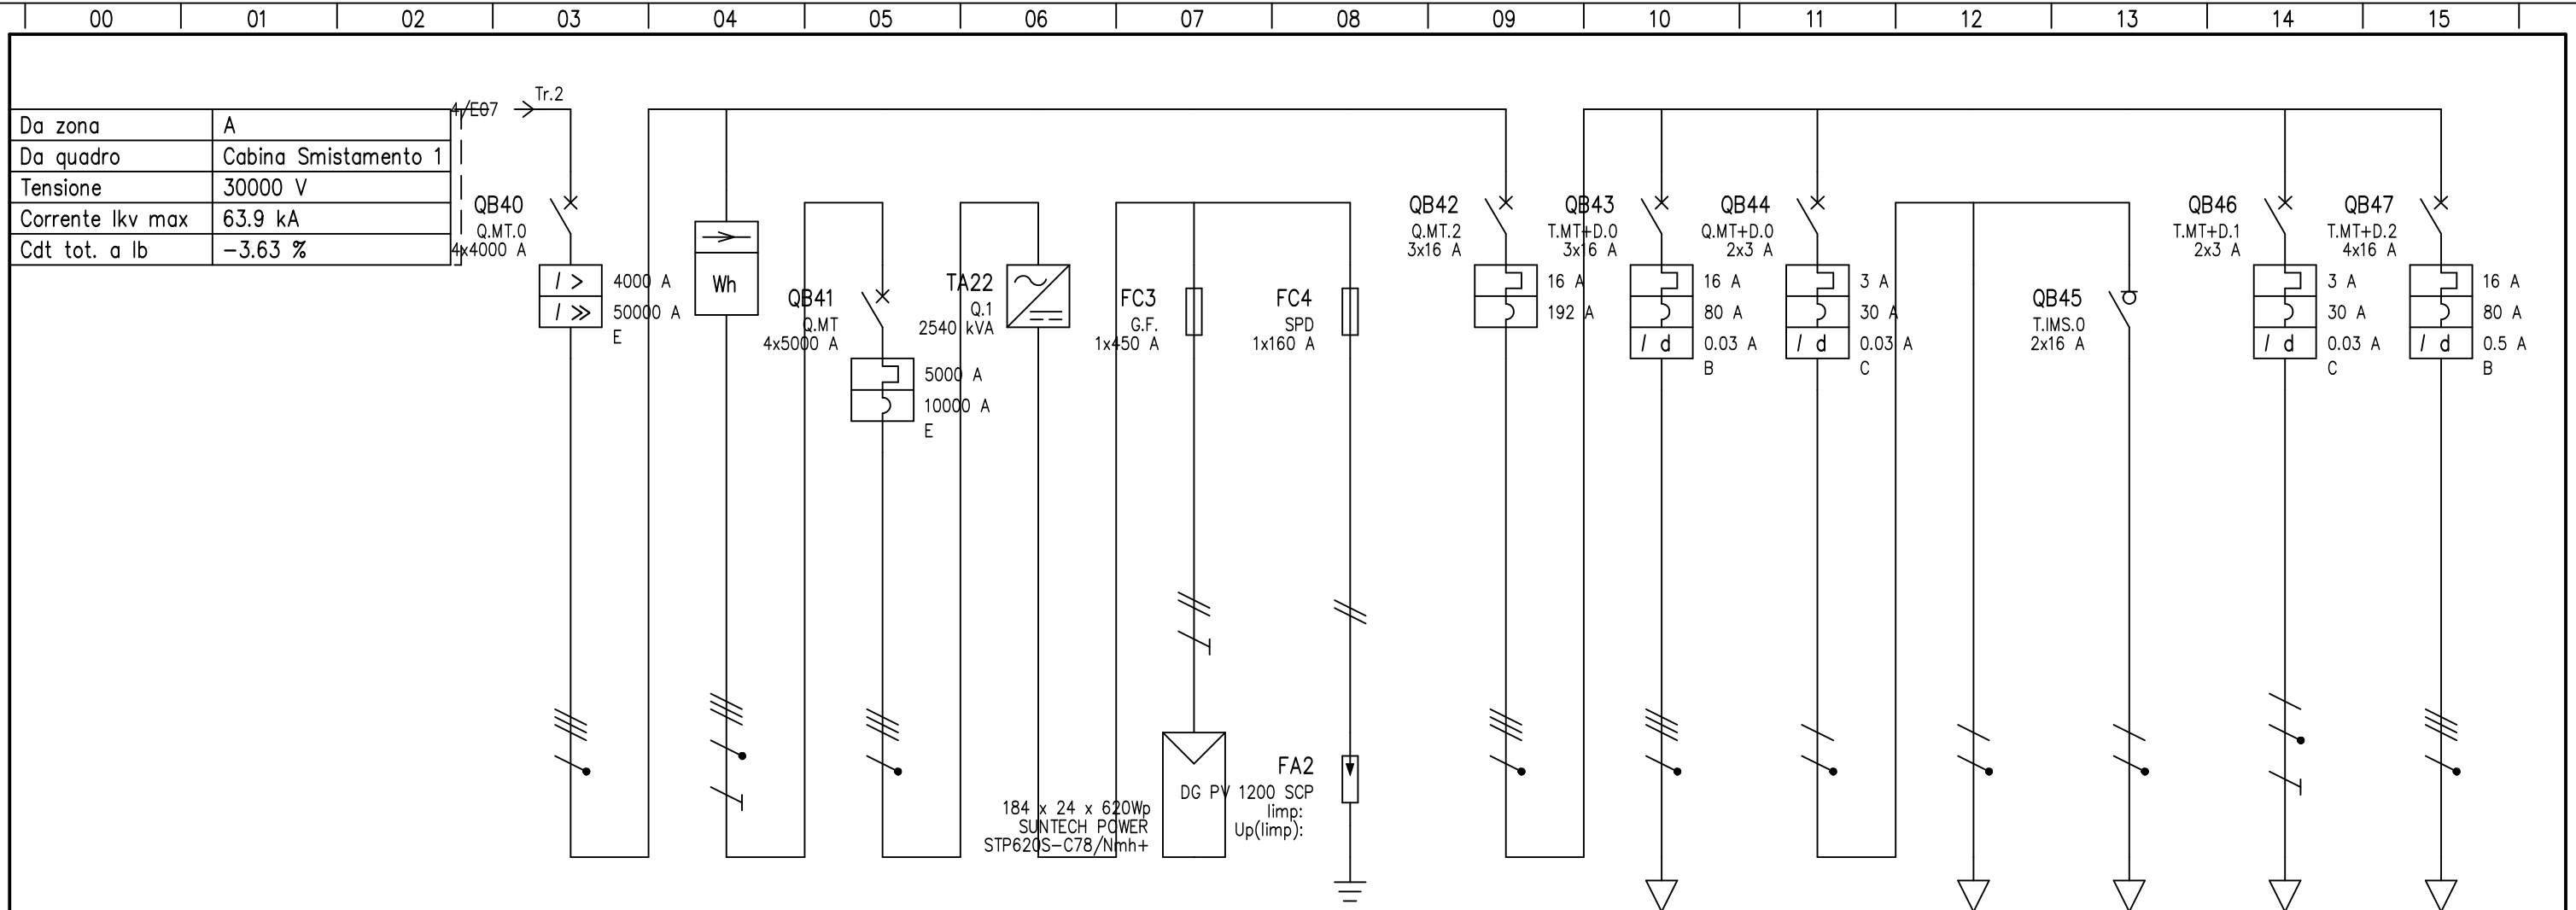 00 01 02 03 04 05 06 07 08 09 10 11 12 13 14 15
4/E07 Tr.2
Da zona A
Da quadro Cabina Smistamento 1
Tensione 30000 V
Corrente Ikv max 63.9 kA
Cdt tot. a Ib -3.63 %
QB40
Q.MT.0
4x4000 A
I > 4000 A
I >> 50000 A
E
Wh
QB41
Q.MT
4x5000 A
5000 A
10000 A
E
TA22
Q.1
2540 kVA
FC3
G.F.
1x450 A
FC4
SPD
1x160 A
184 x 24 x 620Wp
SUNTECH POWER
STP620S-C78/Nmh+
FA2
DG PV 1200 SCP
Iimp:
Up(Iimp):
QB42
Q.MT.2
3x16 A
16 A
192 A
QB43
T.MT+D.0
3x16 A
16 A
80 A
I d 0.03 A
B
QB44
Q.MT+D.0
2x3 A
3 A
30 A
I d 0.03 A
C
QB45
T.IMS.0
2x16 A
QB46
T.MT+D.1
2x3 A
3 A
30 A
I d 0.03 A
C
QB47
T.MT+D.2
4x16 A
16 A
80 A
I d 0.5 A
B